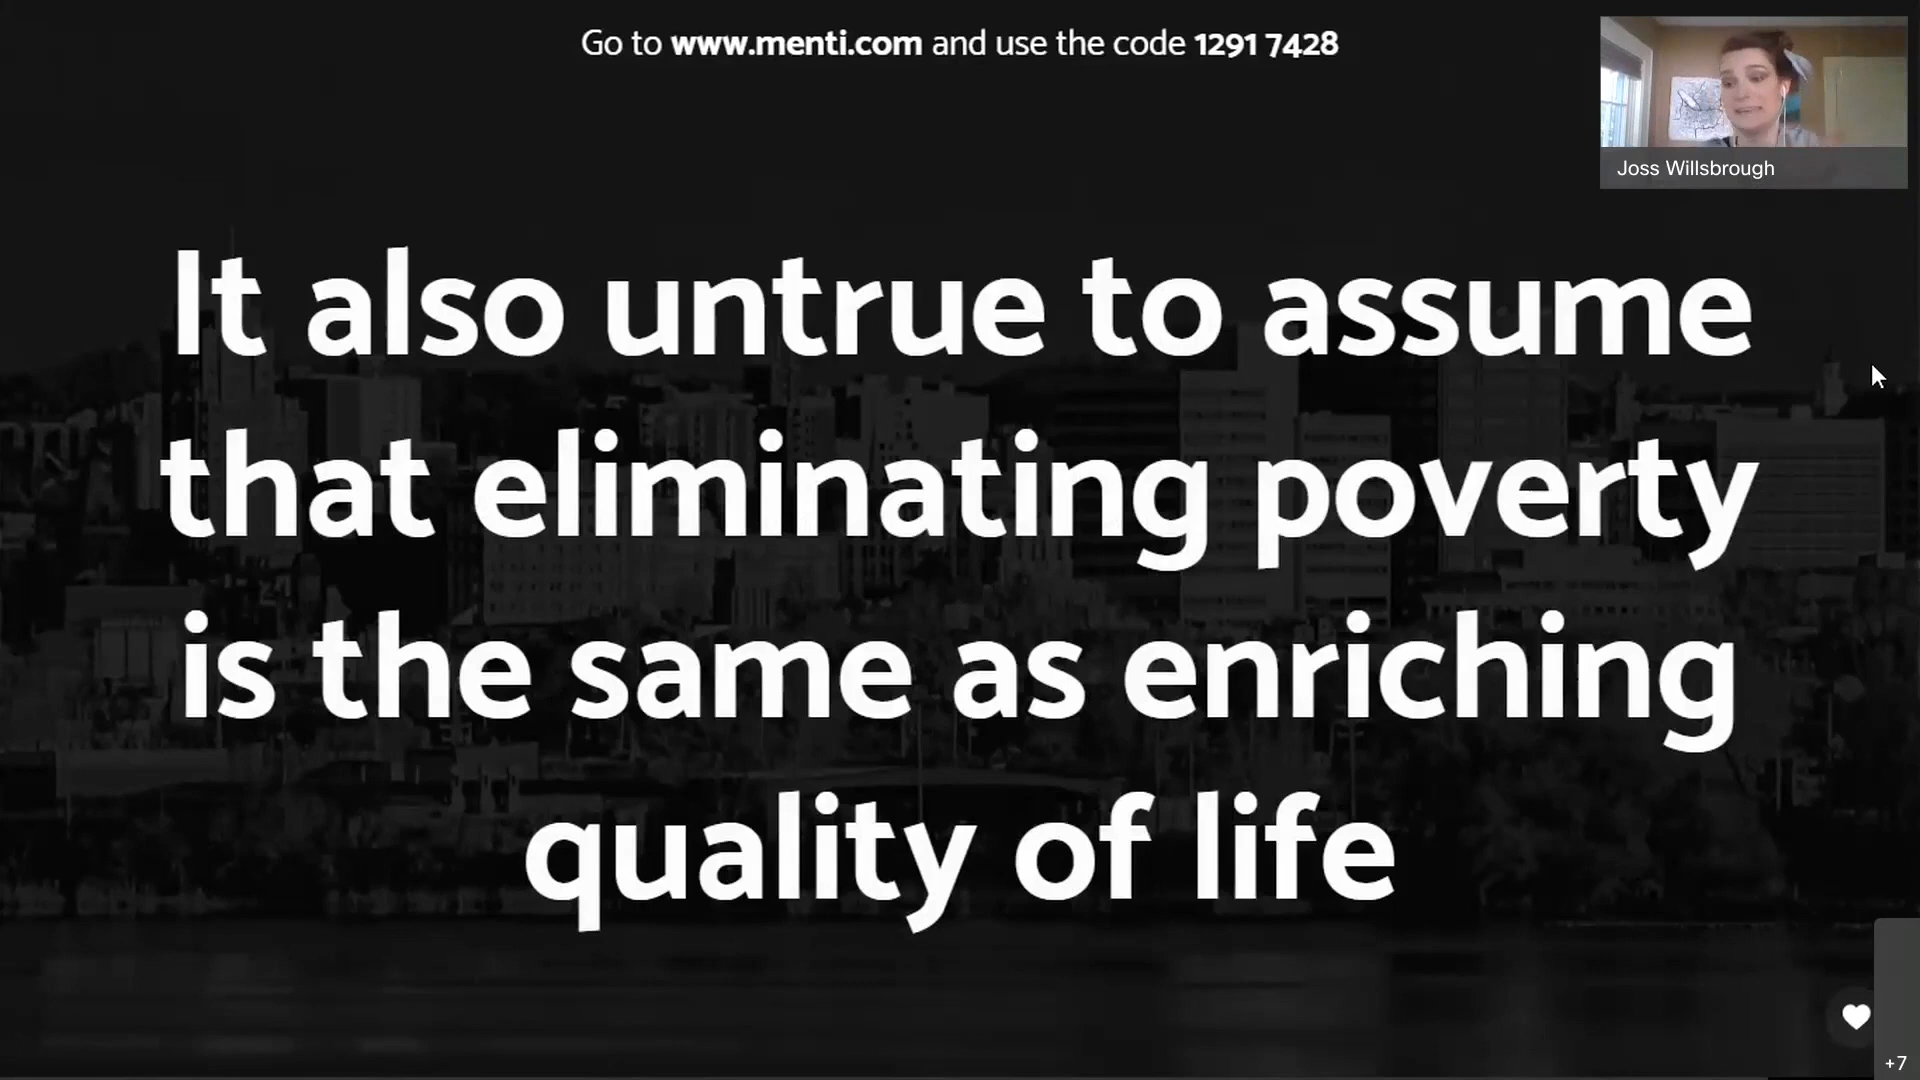 Go to www.menti.com and use the code 1291 7428
Joss Willsbrough
It also untrue to assume
that eliminating poverty
is the same as enriching
quality of life
+7